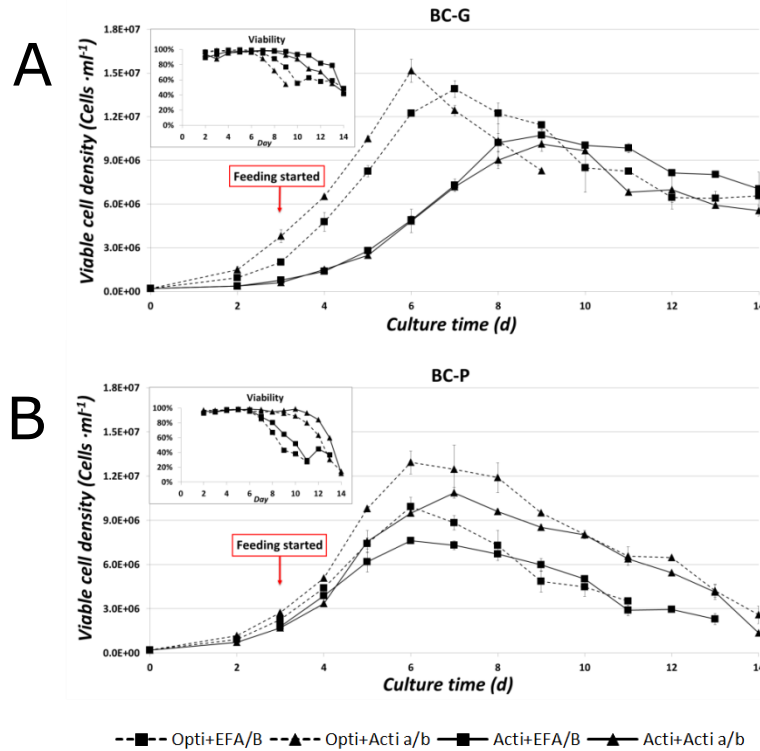 A
BC-G
Viable cell density (Cells ·ml-1)
1.8E+07
1.5E+07
1.2E+07
9.0E+06
6.0E+06
3.0E+06
0.0E+00
Viability
100%
80%
60%
40%
20%
0%
0 2 4 6 8 10 12 14
Day
Feeding started
0 2 4 6 8 10 12 14
Culture time (d)
B
BC-P
Viable cell density (Cells ·ml-1)
1.8E+07
1.5E+07
1.2E+07
9.0E+06
6.0E+06
3.0E+06
0.0E+00
Viability
100%
80%
60%
40%
20%
0%
0 2 4 6 8 10 12 14
Day
Feeding started
0 2 4 6 8 10 12 14
Culture time (d)
Opti+EFA/B Opti+Acti a/b Acti+EFA/B Acti+Acti a/b